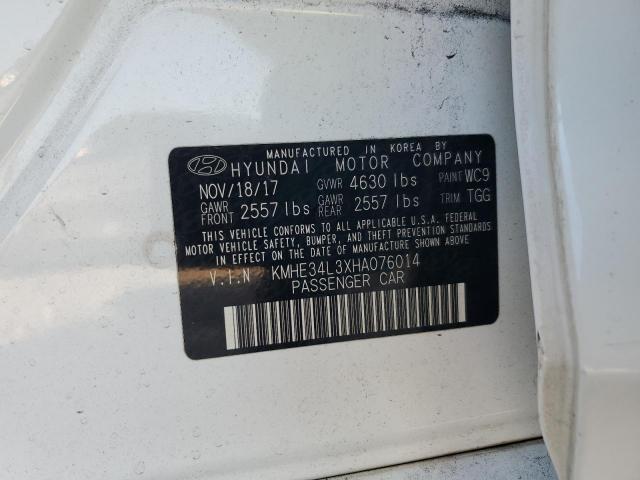 MANUFACTURED IN KOREA BY
HYUNDAI MOTOR COMPANY
NOV/18/17 GVWR 4630 lbs PAINT WC9
GAWR FRONT 2557 lbs GAWR REAR 2557 lbs TRIM TGG
THIS VEHICLE CONFORMS TO ALL APPLICABLE U.S.A. FEDERAL
MOTOR VEHICLE SAFETY, BUMPER, AND THEFT PREVENTION
STANDARDS IN EFFECT ON THE
DATE OF MANUFACTURE SHOWN ABOVE.
V.I.N KMHE34L3XHA076014
PASSENGER CAR